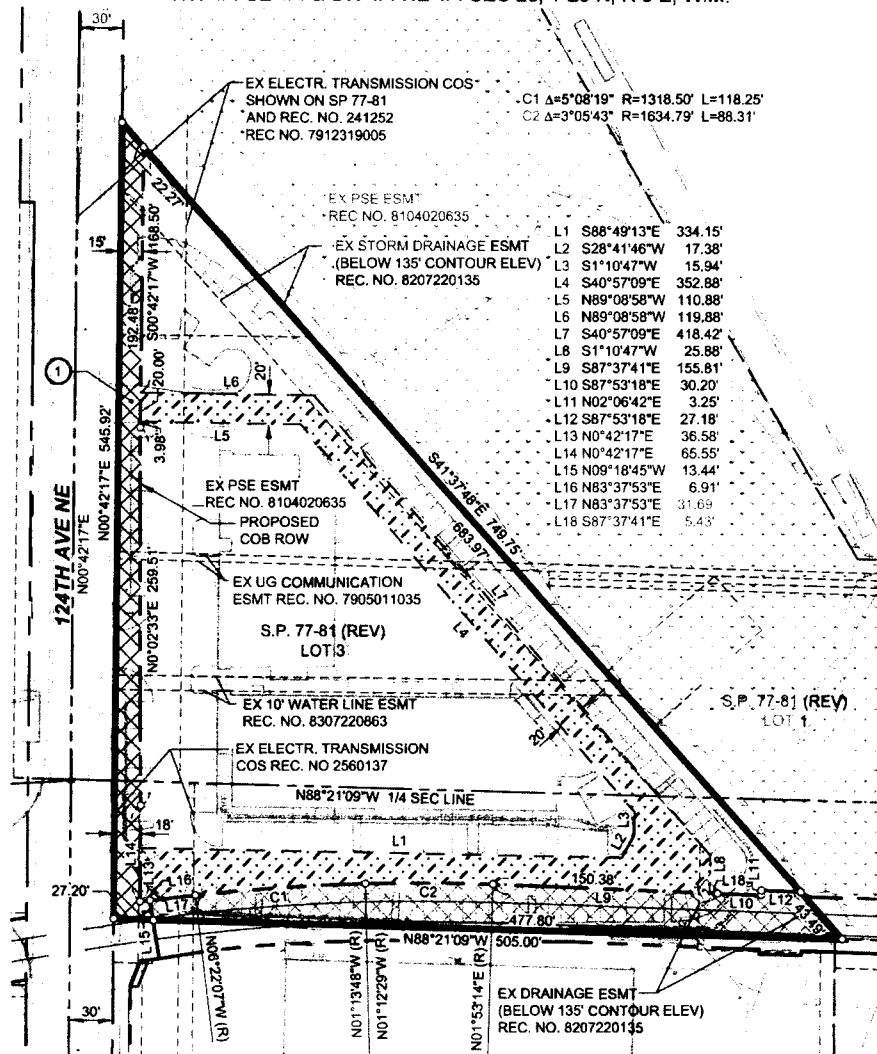 30'
EX ELECTR. TRANSMISSION COS
SHOWN ON SP 77-81
AND REC. NO. 241252
REC NO. 7912319005
C1 Δ=5°08'19" R=1318.50' L=118.25'
C2 Δ=3°05'43" R=1634.79' L=88.31'
22.27'
EX PSE ESMT
REC NO. 8104020635
EX STORM DRAINAGE ESMT
(BELOW 135' CONTOUR ELEV)
REC. NO. 8207220135
L1 S88°49'13"E 334.15'
L2 S28°41'46"W 17.38'
L3 S1°10'47"W 15.94'
L4 S40°57'09"E 352.88'
L5 N89°08'58"W 110.88'
L6 N89°08'58"W 119.88'
L7 S40°57'09"E 418.42'
L8 S1°10'47"W 25.88'
L9 S87°37'41"E 155.81'
L10 S87°53'18"E 30.20'
L11 N02°06'42"E 3.25'
L12 S87°53'18"E 27.18'
L13 N0°42'17"E 36.58'
L14 N0°42'17"E 65.55'
L15 N09°18'45"W 13.44'
L16 N83°37'53"E 6.91'
L17 N83°37'53"E 31.69
L18 S87°37'41"E 5.43'
15'
192.48'
S00°42'17"W 168.50'
20.00'
1
L6
20'
L5
3.98'
N00°42'17"E 545.92'
124TH AVE NE
N00°42'17"E
S41°37'48"E 749.75'
683.97'
EX PSE ESMT
REC NO. 8104020635
PROPOSED
COB ROW
EX UG COMMUNICATION
ESMT REC. NO. 7905011035
N0°02'33"E 259.51
L7
L4
S.P. 77-81 (REV)
LOT 3
EX 10' WATER LINE ESMT
REC. NO. 8307220863
S.P. 77-81 (REV)
LOT 1
20'
EX ELECTR. TRANSMISSION
COS REC. NO 2560137
N88°21'09"W 1/4 SEC LINE
18'
L14
L13
L1
L2
L3
L8
L11
L16
L17
27.20'
C1
C2
150.38'
L9
L18
L10
L12
43.49'
477.80'
N88°21'09"W 505.00'
L15
N06°22'07"W (R)
N01°13'48"W (R)
N01°12'29"W (R)
N01°53'14"E (R)
EX DRAINAGE ESMT
(BELOW 135' CONTOUR ELEV)
REC. NO. 8207220135
30'